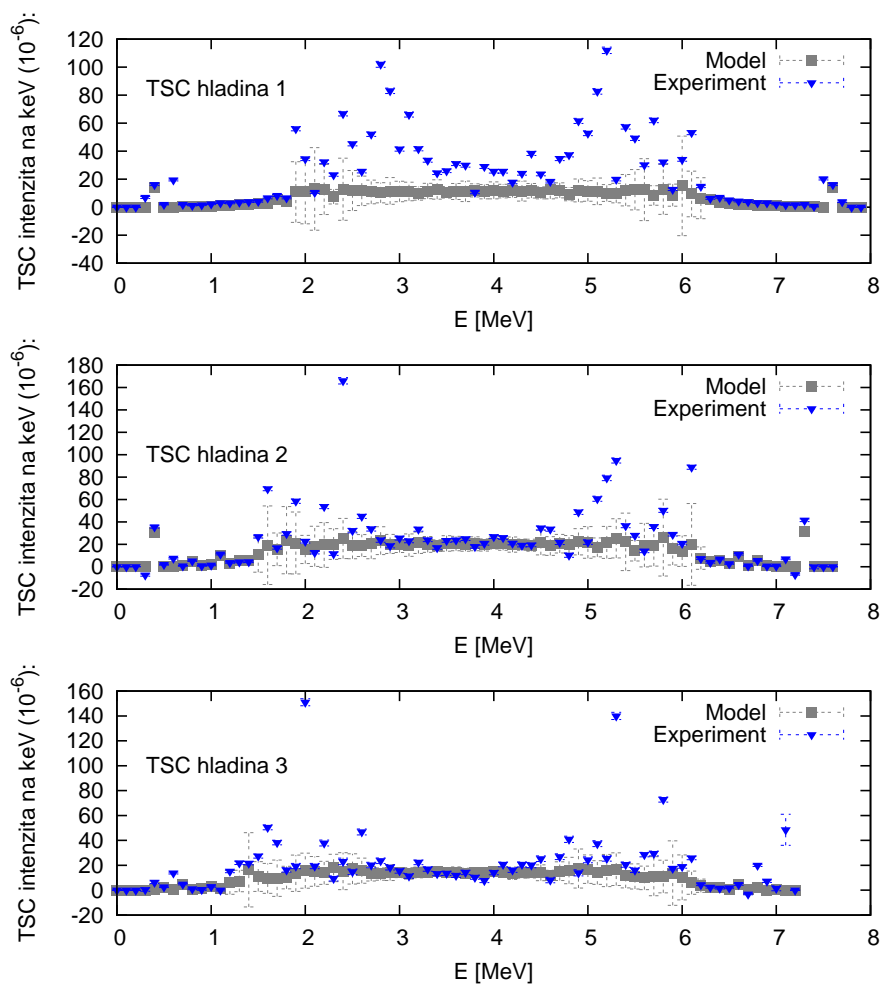 TSC intenzita na keV (10-6):
120
100
80
60
40
20
0
-20
-40
TSC hladina 1
Model
Experiment
0 1 2 3 4 5 6 7 8
E [MeV]
TSC intenzita na keV (10-6):
180
160
140
120
100
80
60
40
20
0
-20
TSC hladina 2
Model
Experiment
0 1 2 3 4 5 6 7 8
E [MeV]
TSC intenzita na keV (10-6):
160
140
120
100
80
60
40
20
0
-20
TSC hladina 3
Model
Experiment
0 1 2 3 4 5 6 7 8
E [MeV]